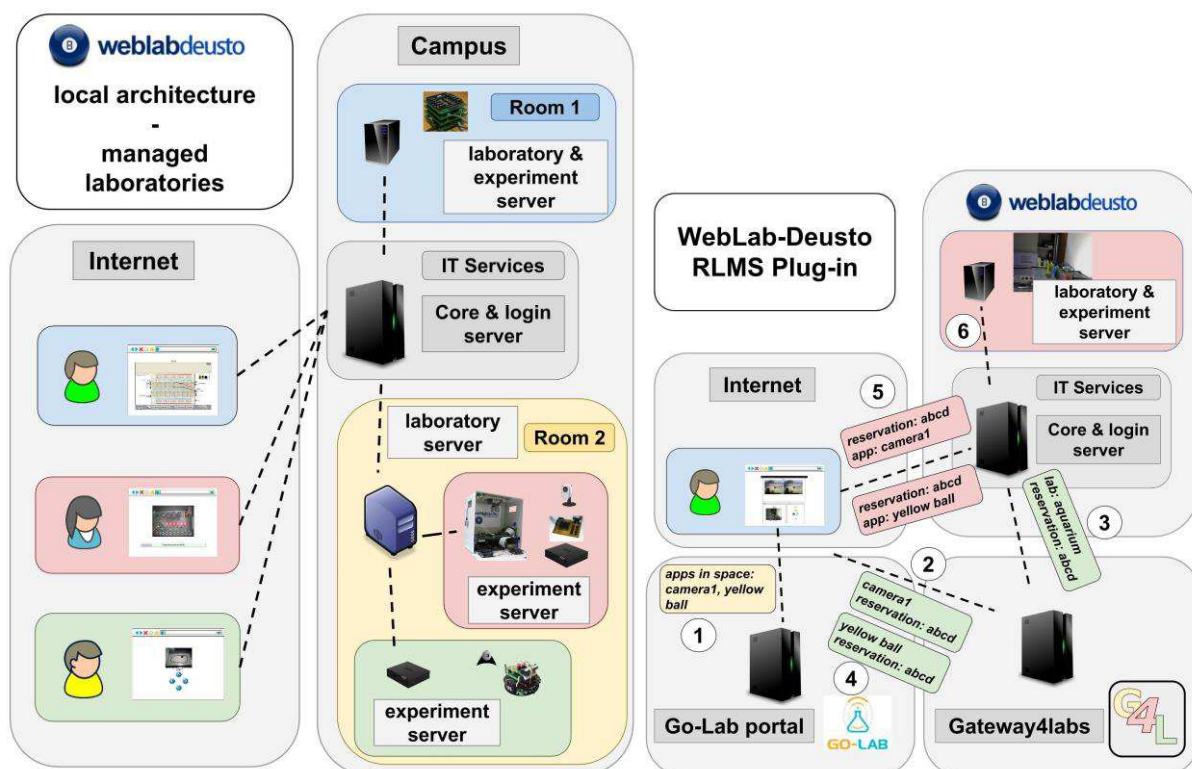 weblabdeusto
local architecture
-
managed
laboratories
Internet
Campus
Room 1
laboratory &
experiment
server
IT Services
Core & login
server
laboratory
server
Room 2
experiment
server
experiment
server
WebLab-Deusto
RLMS Plug-in
weblabdeusto
laboratory &
experiment
server
6
Internet
5
IT Services
Core & login
server
reservation: abcd
app: camera1
reservation: abcd
app: yellow ball
lab: aquarium
reservation: abcd
3
2
apps in space:
camera1, yellow
ball
1
camera1
reservation: abcd
yellow ball
reservation: abcd
4
Go-Lab portal
GO-LAB
Gateway4labs
G4L